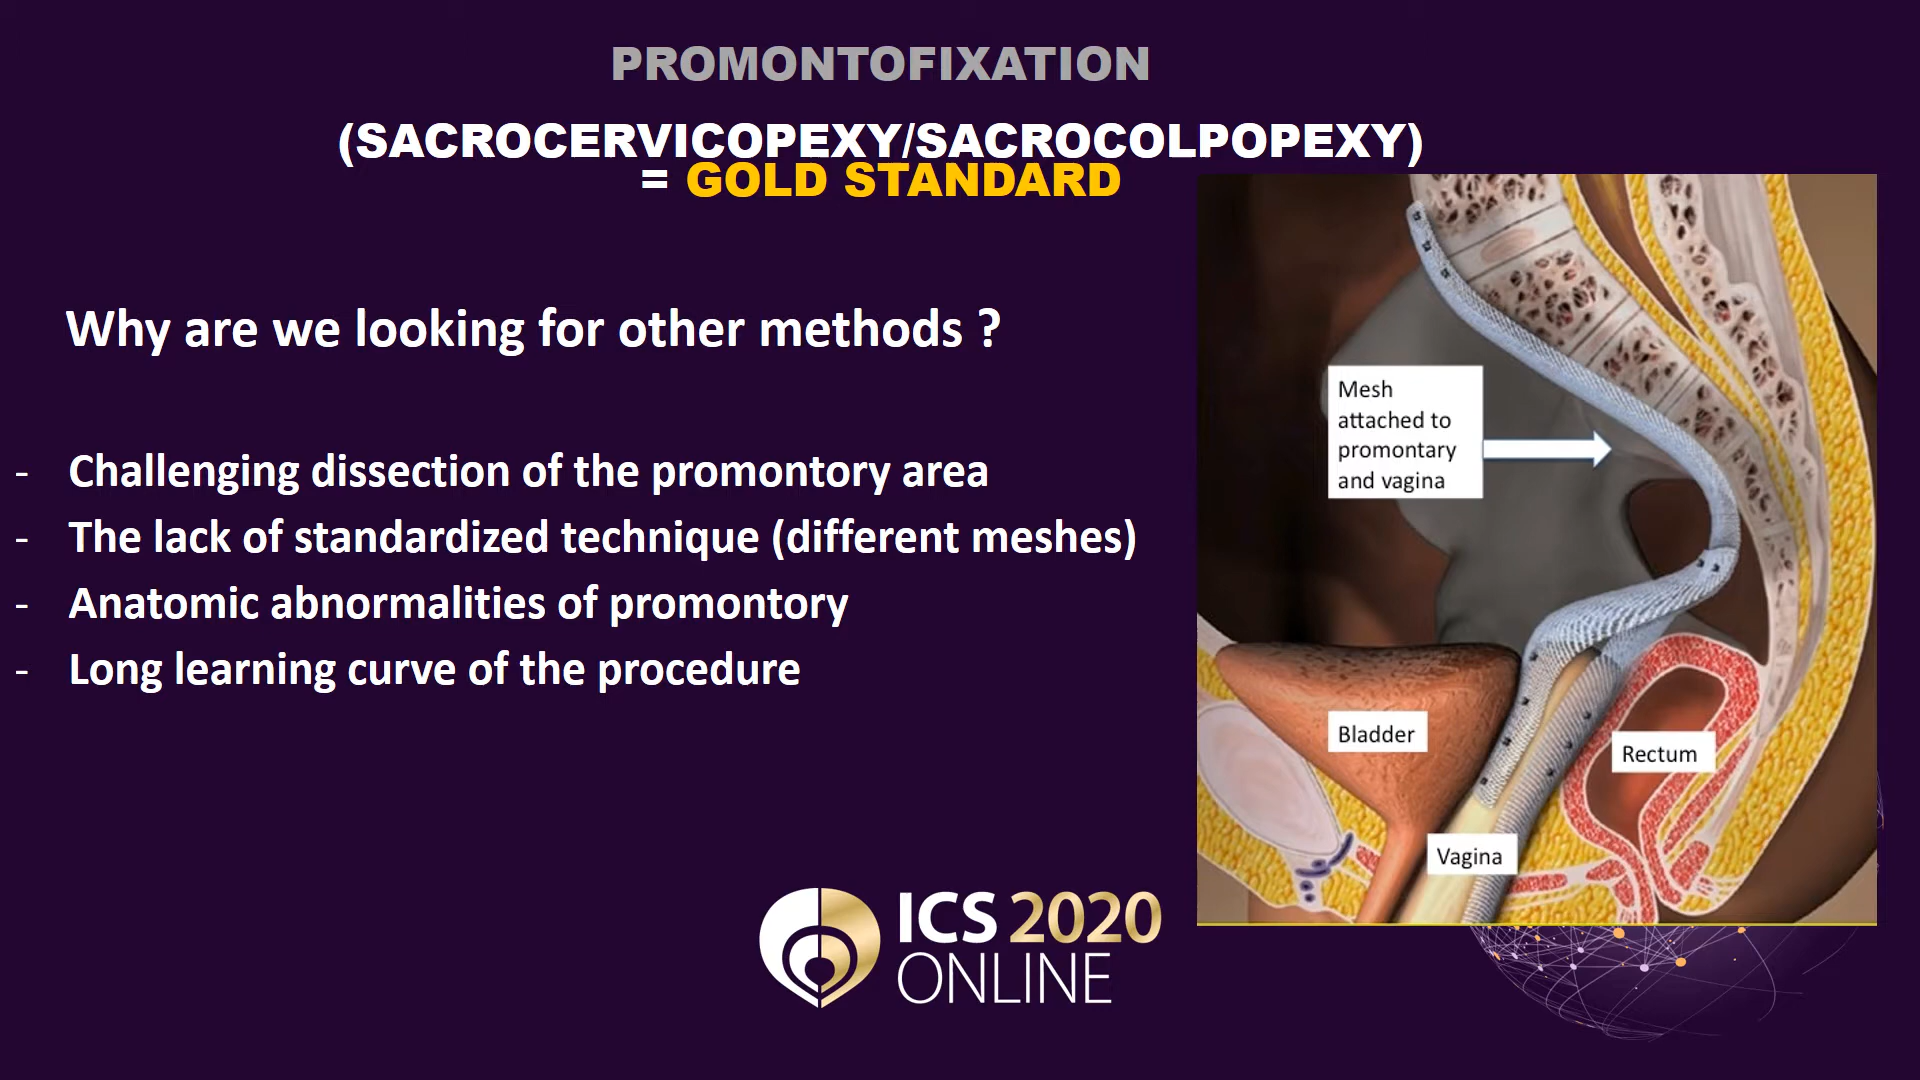 PROMONTOFIXATION
(SACROCERVICOPEXY/SACROCOLPOPEXY)
= GOLD STANDARD
Why are we looking for other methods ?
- Challenging dissection of the promontory area
- The lack of standardized technique (different meshes)
- Anatomic abnormalities of promontory
- Long learning curve of the procedure
Mesh
attached to
promontary
and vagina
Bladder
Rectum
Vagina
ICS 2020
ONLINE